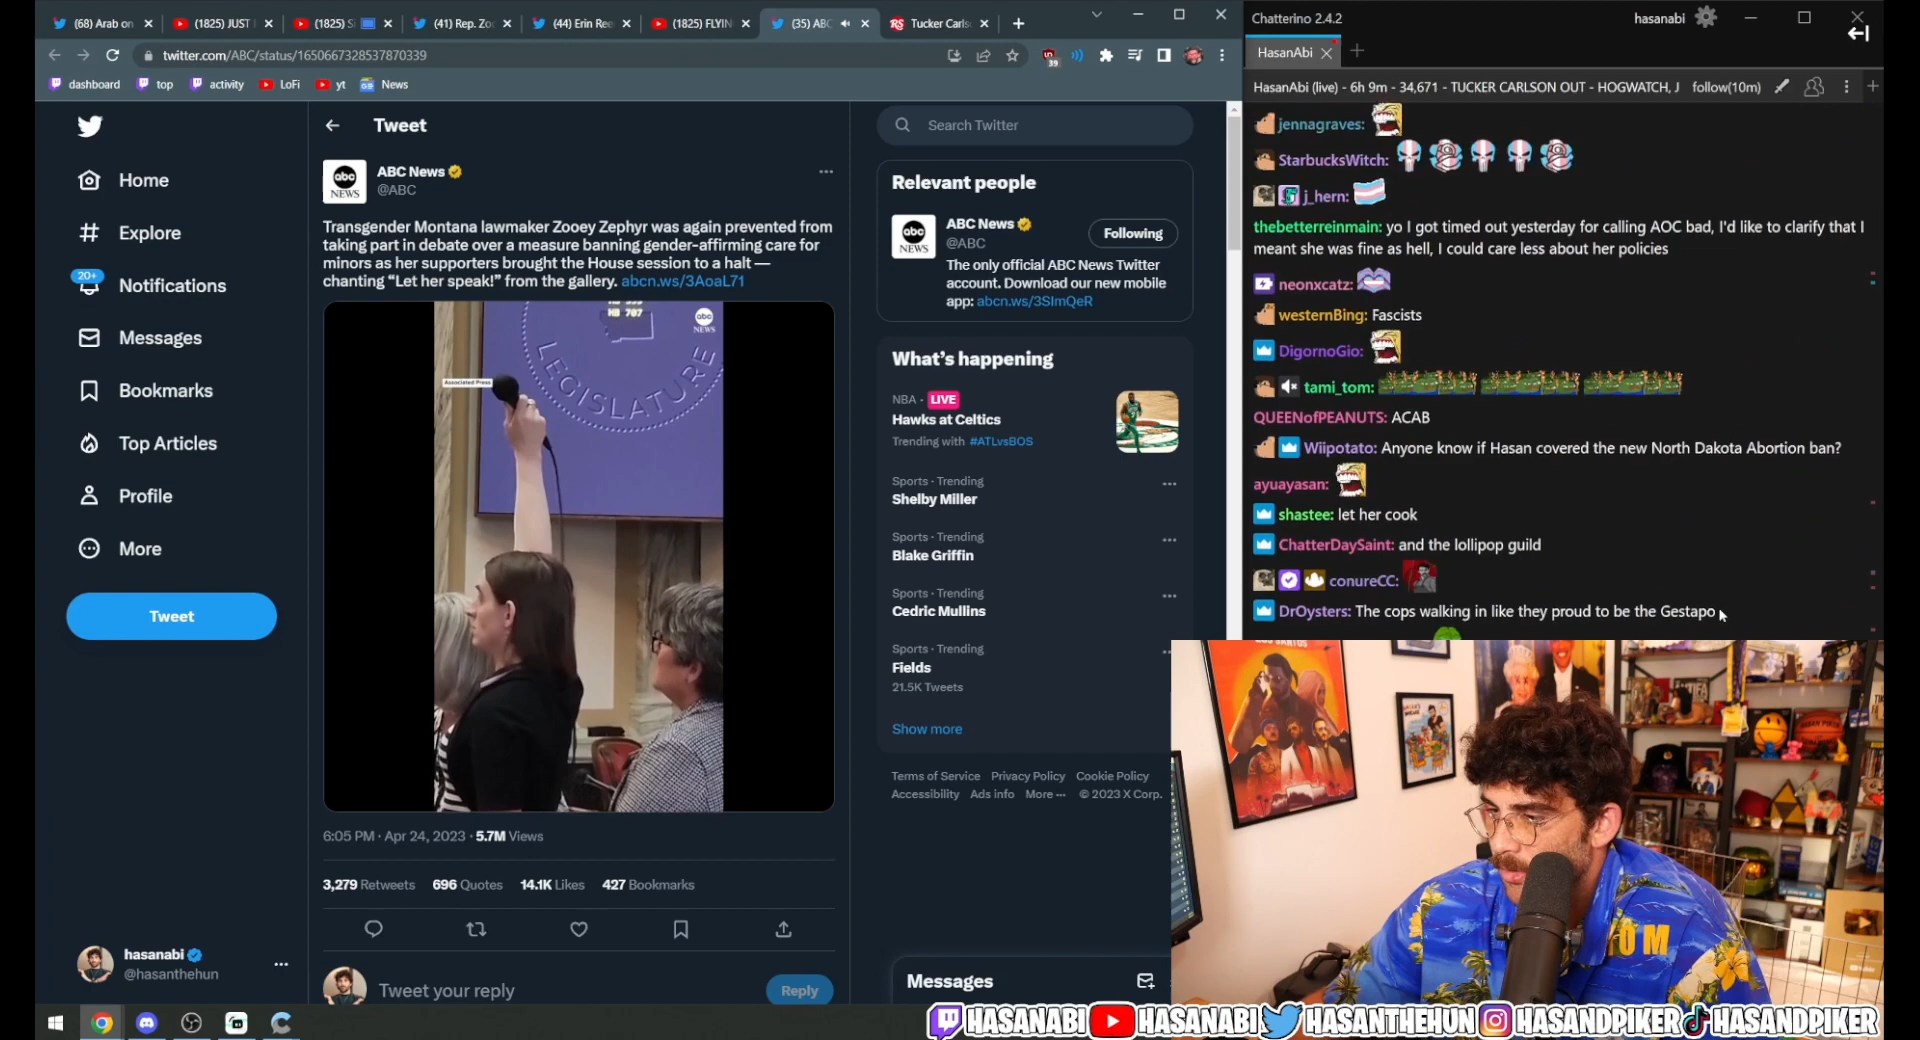 (68) Arab on
(1825) JUST
(1825) S
(41) Rep. Zo
(44) Erin Ree
(1825) FLYIN
(35) ABC
Tucker Carls
twitter.com/ABC/status/1650667328537870339
39
dashboard
top
activity
LoFi
yt
News
Home
Explore
20+
Notifications
Messages
Bookmarks
Top Articles
Profile
More
Tweet
hasanabi
@hasanthehun
Tweet
abc NEWS
ABC News
@ABC
Transgender Montana lawmaker Zooey Zephyr was again prevented from
taking part in debate over a measure banning gender-affirming care for
minors as her supporters brought the House session to a halt —
chanting “Let her speak!” from the gallery. abcn.ws/3AoaL71
HB 707
abc NEWS
LEGISLATURE
Associated Press
6:05 PM · Apr 24, 2023 · 5.7M Views
3,279 Retweets 696 Quotes 14.1K Likes 427 Bookmarks
Tweet your reply
Reply
Search Twitter
Relevant people
abc NEWS
ABC News
@ABC
Following
The only official ABC News Twitter
account. Download our new mobile
app: abcn.ws/3SImQeR
What’s happening
NBA · LIVE
Hawks at Celtics
Trending with #ATLvsBOS
Sports · Trending
Shelby Miller
Sports · Trending
Blake Griffin
Sports · Trending
Cedric Mullins
Sports · Trending
Fields
21.5K Tweets
Show more
Terms of Service Privacy Policy Cookie Policy
Accessibility Ads info More ··· © 2023 X Corp.
Messages
Chatterino 2.4.2
hasanabi
HasanAbi
HasanAbi (live) - 6h 9m - 34,671 - TUCKER CARLSON OUT - HOGWATCH, J follow(10m)
jennagraves:
StarbucksWitch:
j_hern:
thebetterreinmain: yo I got timed out yesterday for calling AOC bad, I'd like to clarify that I
meant she was fine as hell, I could care less about her policies
neonxcatz:
westernBing: Fascists
DigornoGio:
tami_tom:
QUEENofPEANUTS: ACAB
Wiipotato: Anyone know if Hasan covered the new North Dakota Abortion ban?
ayuayasan:
shastee: let her cook
ChatterDaySaint: and the lollipop guild
conureCC:
DrOysters: The cops walking in like they proud to be the Gestapo
HASANABI HASANABI HASANTHEHUN HASANDPIKER HASANDPIKER